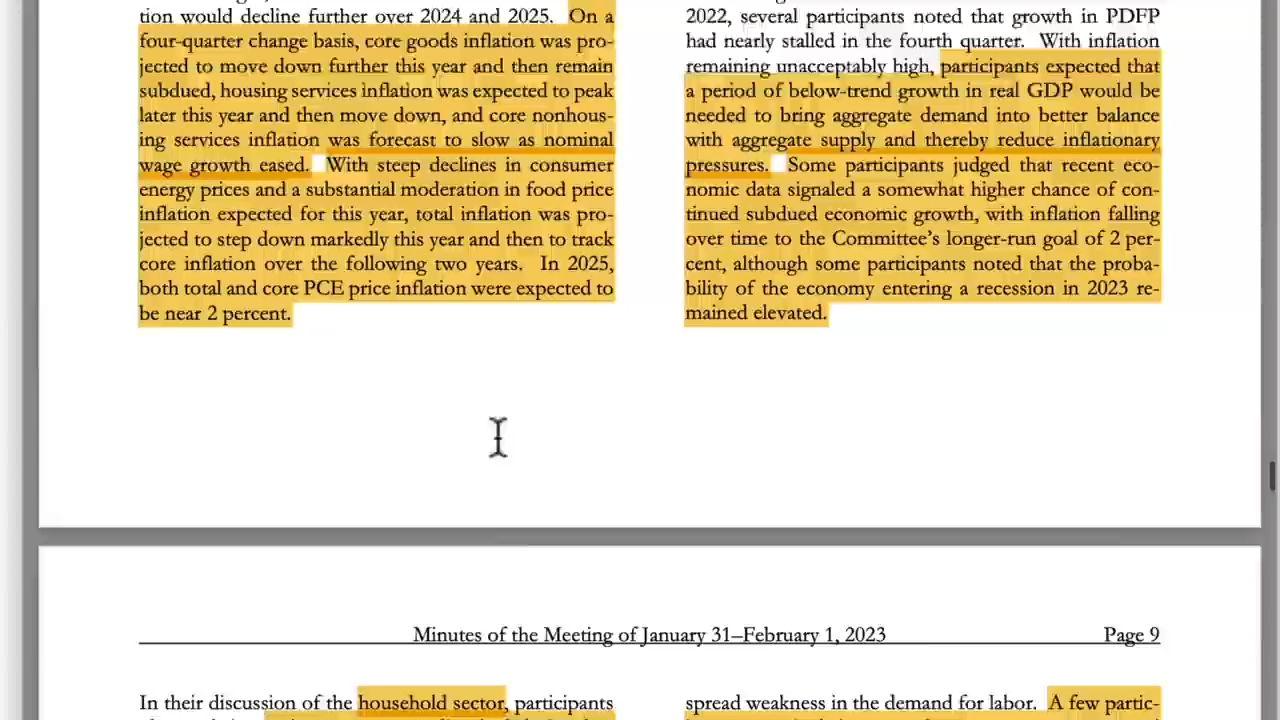 tion would decline further over 2024 and 2025. On a
four-quarter change basis, core goods inflation was pro-
jected to move down further this year and then remain
subdued, housing services inflation was expected to peak
later this year and then move down, and core nonhous-
ing services inflation was forecast to slow as nominal
wage growth eased. With steep declines in consumer
energy prices and a substantial moderation in food price
inflation expected for this year, total inflation was pro-
jected to step down markedly this year and then to track
core inflation over the following two years. In 2025,
both total and core PCE price inflation were expected to
be near 2 percent.
2022, several participants noted that growth in PDFP
had nearly stalled in the fourth quarter. With inflation
remaining unacceptably high, participants expected that
a period of below-trend growth in real GDP would be
needed to bring aggregate demand into better balance
with aggregate supply and thereby reduce inflationary
pressures. Some participants judged that recent eco-
nomic data signaled a somewhat higher chance of con-
tinued subdued economic growth, with inflation falling
over time to the Committee's longer-run goal of 2 per-
cent, although some participants noted that the proba-
bility of the economy entering a recession in 2023 re-
mained elevated.
Minutes of the Meeting of January 31–February 1, 2023 Page 9
In their discussion of the household sector, participants
spread weakness in the demand for labor. A few partic-